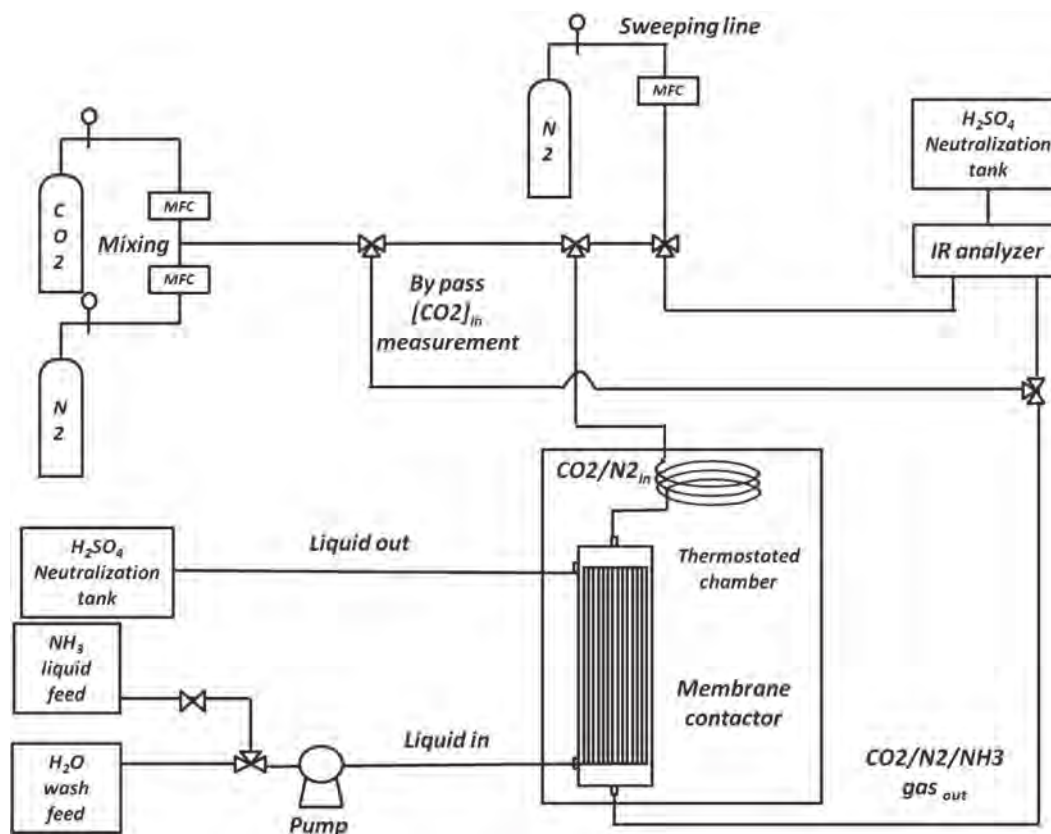 Sweeping line
MFC
N
2
H₂SO₄
Neutralization
tank
C
O
2
MFC
Mixing
MFC
IR analyzer
By pass
[CO2]in
measurement
N
2
CO2/N2in
H₂SO₄
Neutralization
tank
Liquid out
Thermostated
chamber
NH₃
liquid
feed
Membrane
contactor
H₂O
wash
feed
Liquid in
Pump
CO2/N2/NH3
gas out